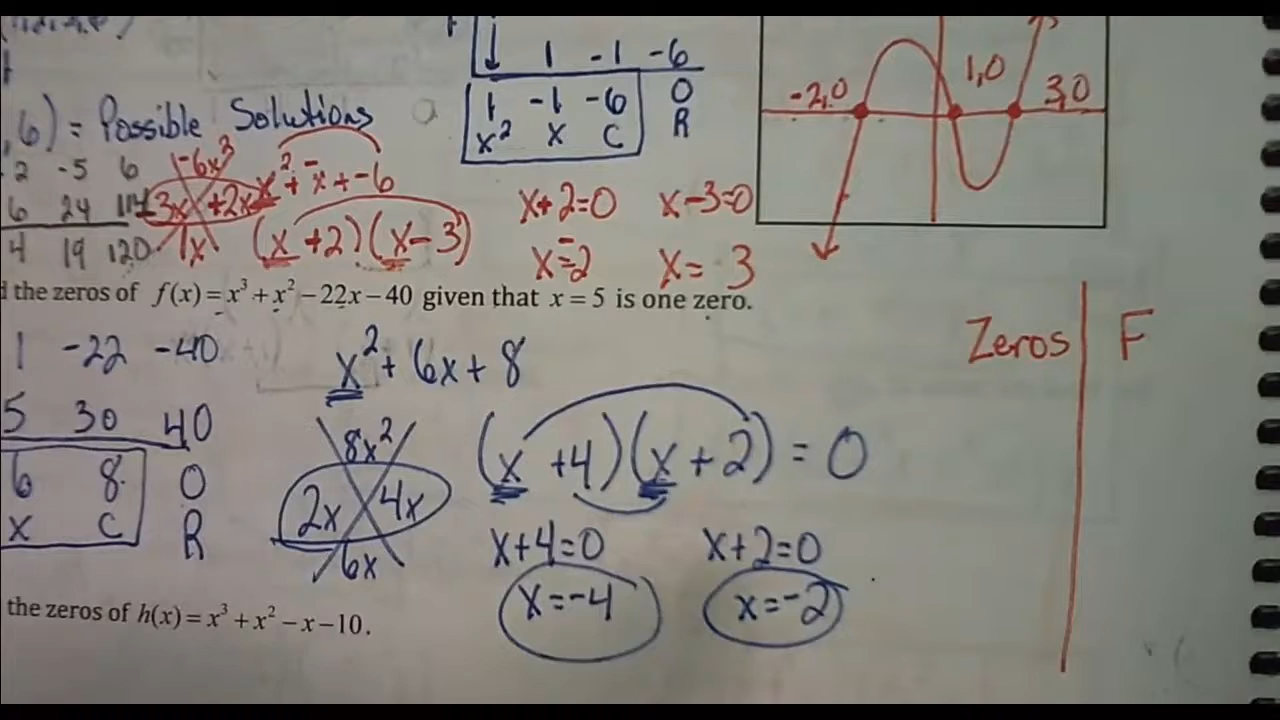 1 -1 -6
1 -1 -6 0
x² x C R
-2,0 1,0 3,0
,6) = Possible Solutions
2 -5 6
6 24 114
4 19 120
-6x³
-3x +2x
1x
x² + -x + -6
(x +2)(x - 3)
x+2=0 x-3=0
x=-2 x= 3
the zeros of f(x) = x³ + x² − 22x − 40 given that x = 5 is one zero.
1 -22 -40
5 30 40
6 8 0
x C R
x² + 6x + 8
8x²
2x 4x
6x
(x +4)(x +2) = 0
x+4=0 x+2=0
x=-4 x=-2
Zeros F
the zeros of h(x) = x³ + x² − x − 10.